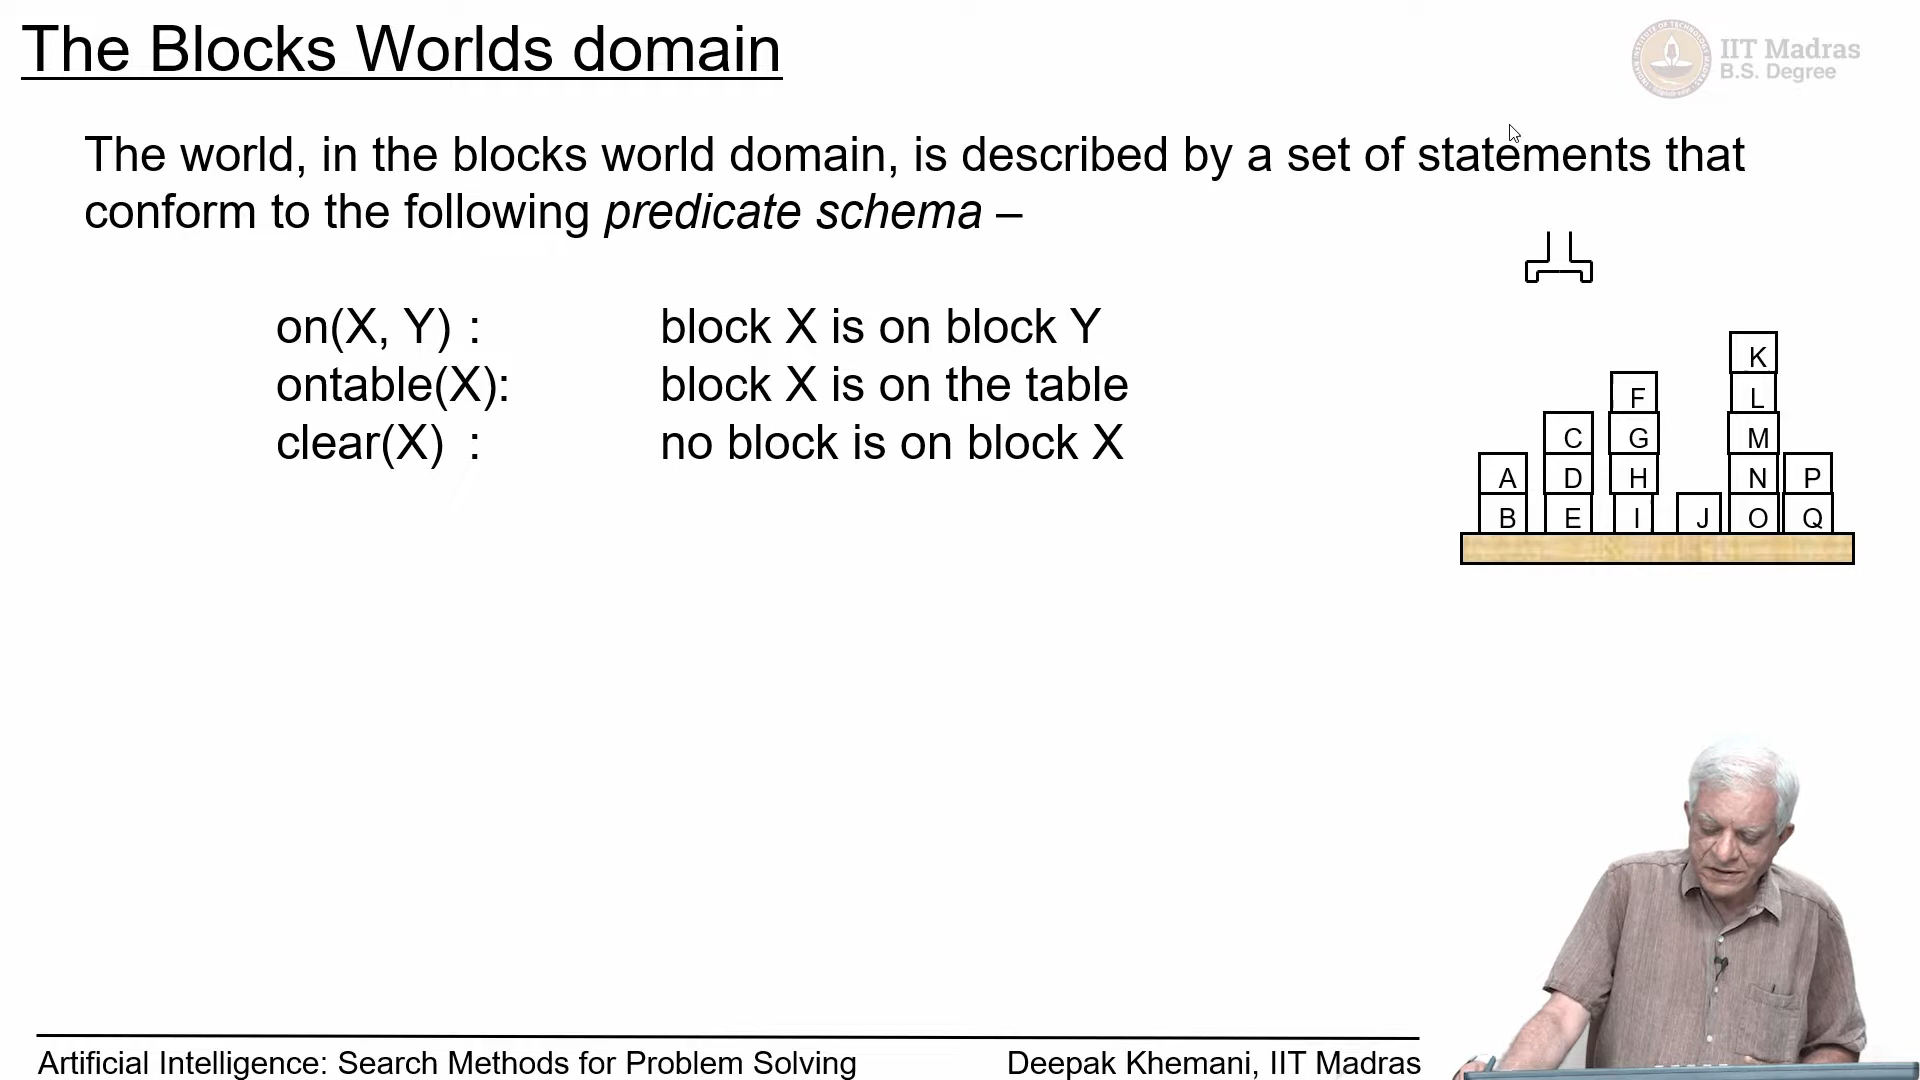 The Blocks Worlds domain
IIT Madras
B.S. Degree
The world, in the blocks world domain, is described by a set of statements that
conform to the following predicate schema –
on(X, Y) : block X is on block Y
ontable(X): block X is on the table
clear(X) : no block is on block X
K
F L
C G M
A D H N P
B E I J O Q
Artificial Intelligence: Search Methods for Problem Solving Deepak Khemani, IIT Madras